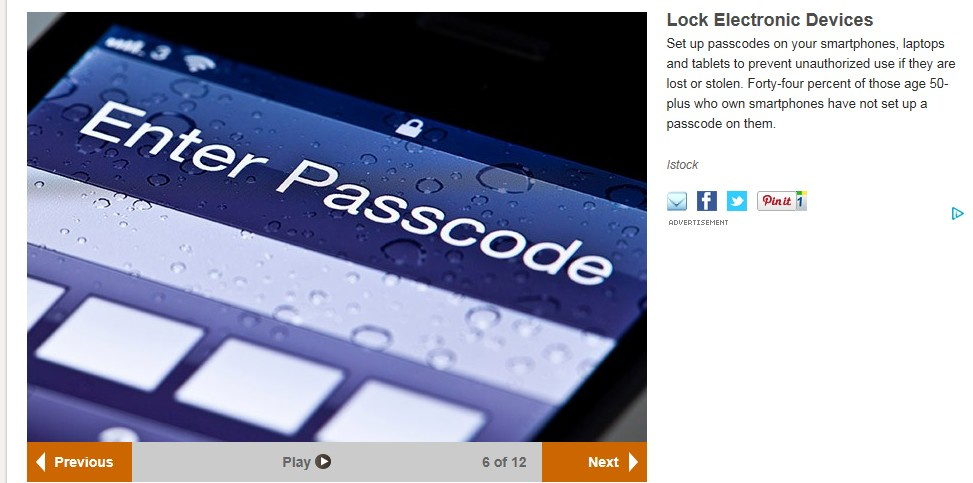 3
Enter Passcode
Lock Electronic Devices
Set up passcodes on your smartphones, laptops
and tablets to prevent unauthorized use if they are
lost or stolen. Forty-four percent of those age 50-
plus who own smartphones have not set up a
passcode on them.
Istock
f
Pin it 1
ADVERTISEMENT
Previous
Play
6 of 12
Next